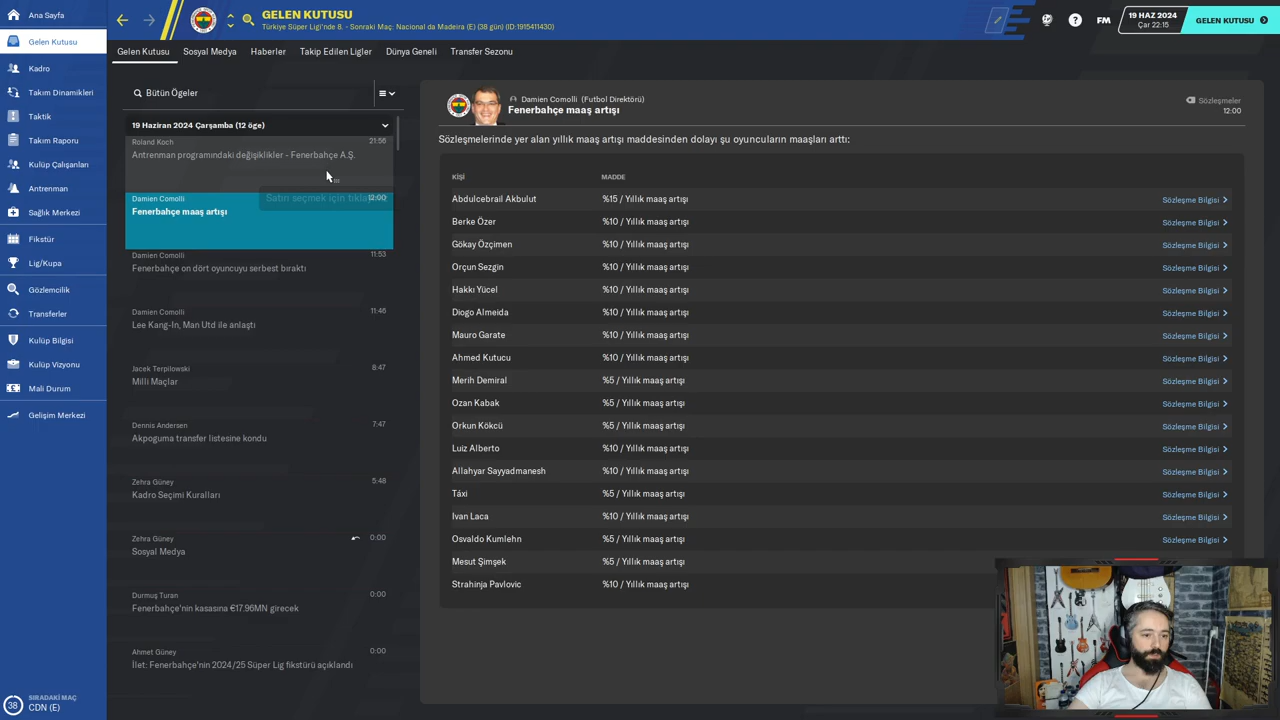 Ana Sayfa
Gelen Kutusu
Kadro
Takım Dinamikleri
Taktik
Takım Raporu
Kulüp Çalışanları
Antrenman
Sağlık Merkezi
Fikstür
Lig/Kupa
Gözlemcilik
Transferler
Kulüp Bilgisi
Kulüp Vizyonu
Mali Durum
Gelişim Merkezi
38
SIRADAKİ MAÇ
CDN (E)
GELEN KUTUSU
Türkiye Süper Ligi'nde 8. - Sonraki Maç: Nacional da Madeira (E) (38 gün) (ID:1915411430)
FM
19 HAZ 2024
Çar 22:15
GELEN KUTUSU
Gelen Kutusu Sosyal Medya Haberler Takip Edilen Ligler Dünya Geneli Transfer Sezonu
Bütün Ögeler
19 Haziran 2024 Çarşamba (12 öge)
Roland Koch 21:56
Antrenman programındaki değişiklikler - Fenerbahçe A.Ş.
Satırı seçmek için
Damien Comolli 12:00
Fenerbahçe maaş artışı
Damien Comolli 11:53
Fenerbahçe on dört oyuncuyu serbest bıraktı
Damien Comolli 11:46
Lee Kang-In, Man Utd ile anlaştı
Jacek Terpilowski 8:47
Milli Maçlar
Dennis Andersen 7:47
Akpoguma transfer listesine kondu
Zehra Güney 5:48
Kadro Seçimi Kuralları
Zehra Güney 0:00
Sosyal Medya
Durmuş Turan 0:00
Fenerbahçe'nin kasasına €17.96MN girecek
Ahmet Güney 0:00
İlet: Fenerbahçe'nin 2024/25 Süper Lig fikstürü açıklandı
Damien Comolli (Futbol Direktörü)
Fenerbahçe maaş artışı
Sözleşmeler
12:00
Sözleşmelerinde yer alan yıllık maaş artışı maddesinden dolayı şu oyuncuların maaşları arttı:
KİŞİ MADDE
Abdulcebrail Akbulut %15 / Yıllık maaş artışı Sözleşme Bilgisi
Berke Özer %10 / Yıllık maaş artışı Sözleşme Bilgisi
Gökay Özçimen %10 / Yıllık maaş artışı Sözleşme Bilgisi
Orçun Sezgin %10 / Yıllık maaş artışı Sözleşme Bilgisi
Hakkı Yücel %10 / Yıllık maaş artışı Sözleşme Bilgisi
Diogo Almeida %10 / Yıllık maaş artışı Sözleşme Bilgisi
Mauro Garate %10 / Yıllık maaş artışı Sözleşme Bilgisi
Ahmed Kutucu %10 / Yıllık maaş artışı Sözleşme Bilgisi
Merih Demiral %5 / Yıllık maaş artışı Sözleşme Bilgisi
Ozan Kabak %5 / Yıllık maaş artışı Sözleşme Bilgisi
Orkun Kökcü %5 / Yıllık maaş artışı Sözleşme Bilgisi
Luiz Alberto %10 / Yıllık maaş artışı Sözleşme Bilgisi
Allahyar Sayyadmanesh %10 / Yıllık maaş artışı Sözleşme Bilgisi
Táxi %5 / Yıllık maaş artışı Sözleşme Bilgisi
Ivan Laca %10 / Yıllık maaş artışı Sözleşme Bilgisi
Osvaldo Kumlehn %5 / Yıllık maaş artışı Sözleşme Bilgisi
Mesut Şimşek %5 / Yıllık maaş artışı
Strahinja Pavlovic %10 / Yıllık maaş artışı